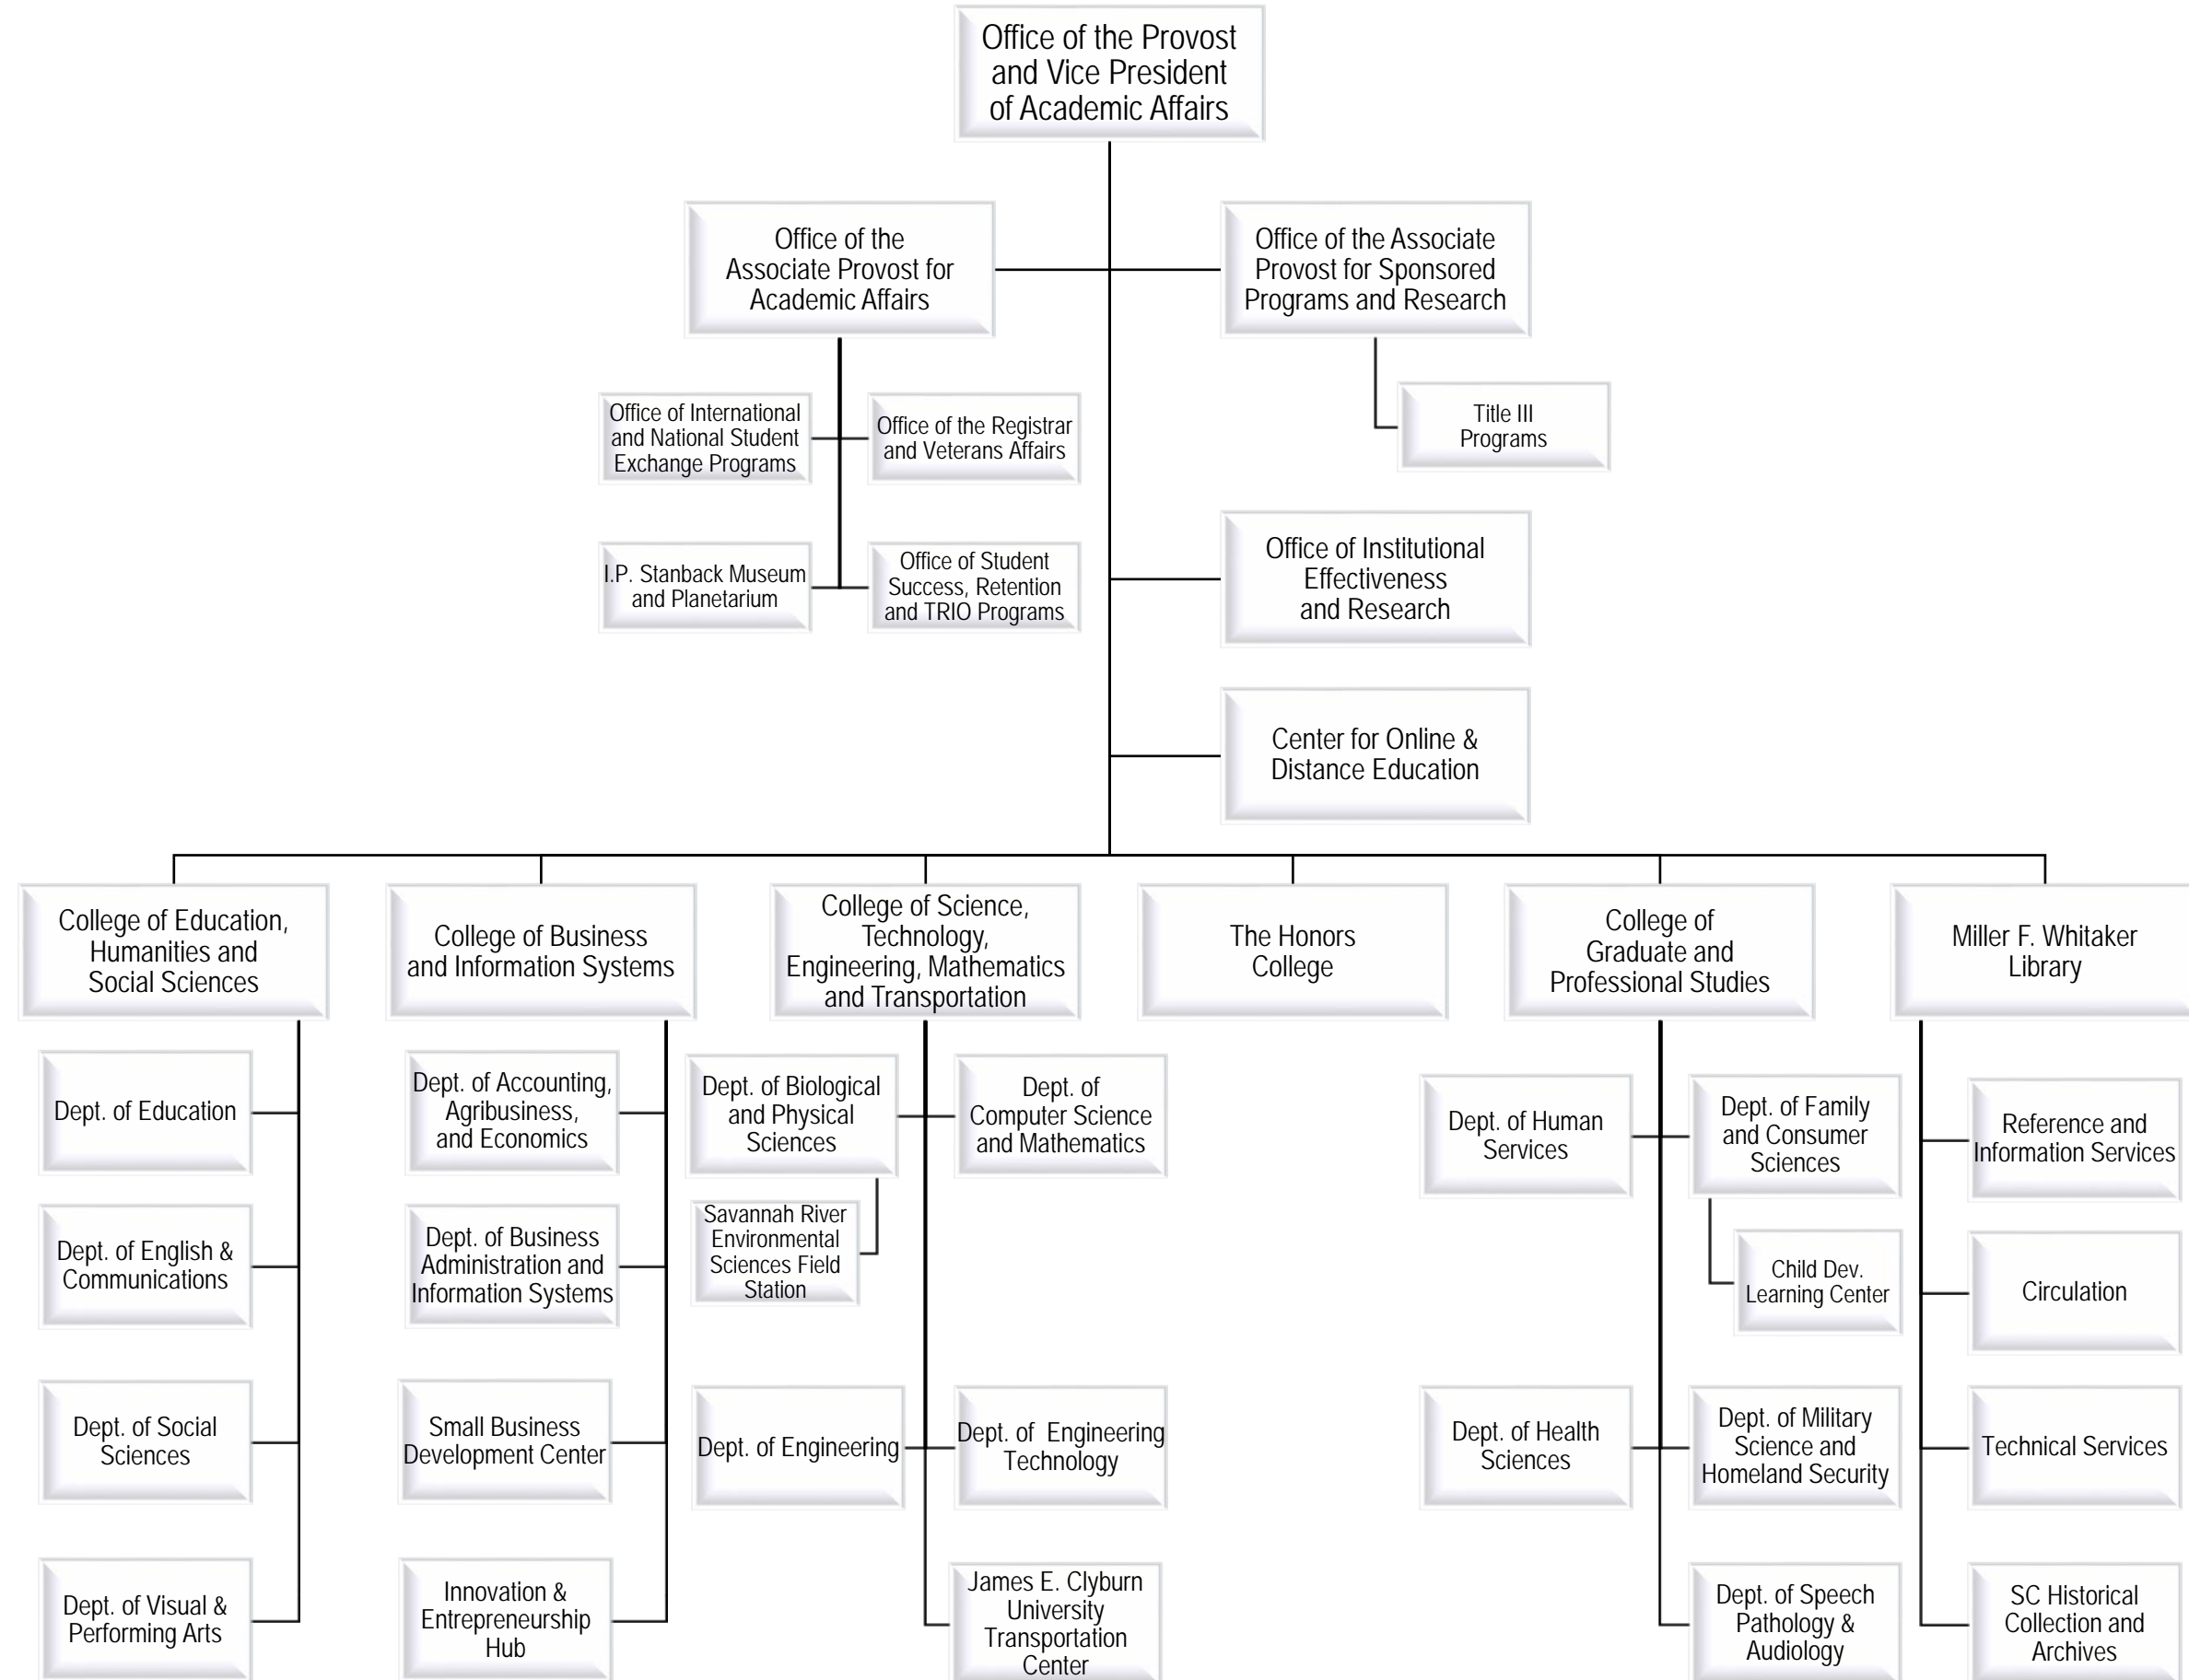 Office of the Provost
and Vice President
of Academic Affairs
Office of the
Associate Provost for
Academic Affairs
Office of the Associate
Provost for Sponsored
Programs and Research
Office of International
and National Student
Exchange Programs
Office of the Registrar
and Veterans Affairs
Title III
Programs
I.P. Stanback Museum
and Planetarium
Office of Student
Success, Retention
and TRIO Programs
Office of Institutional
Effectiveness
and Research
Center for Online &
Distance Education
College of Education,
Humanities and
Social Sciences
College of Business
and Information Systems
College of Science,
Technology,
Engineering, Mathematics
and Transportation
The Honors
College
College of
Graduate and
Professional Studies
Miller F. Whitaker
Library
Dept. of Education
Dept. of English &
Communications
Dept. of Social
Sciences
Dept. of Visual &
Performing Arts
Dept. of Accounting,
Agribusiness,
and Economics
Dept. of Business
Administration and
Information Systems
Small Business
Development Center
Innovation &
Entrepreneurship
Hub
Dept. of Biological
and Physical
Sciences
Dept. of
Computer Science
and Mathematics
Savannah River
Environmental
Sciences Field
Station
Dept. of Engineering
Dept. of Engineering
Technology
James E. Clyburn
University
Transportation
Center
Dept. of Human
Services
Dept. of Family
and Consumer
Sciences
Child Dev.
Learning Center
Dept. of Health
Sciences
Dept. of Military
Science and
Homeland Security
Dept. of Speech
Pathology &
Audiology
Reference and
Information Services
Circulation
Technical Services
SC Historical
Collection and
Archives